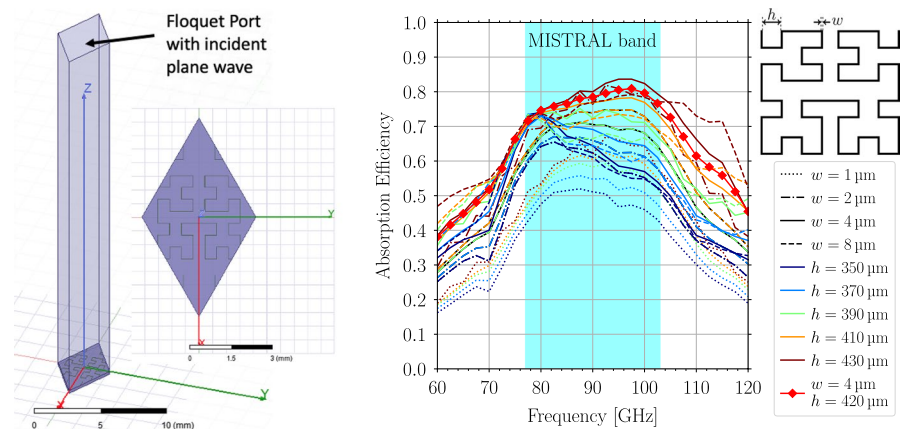 Floquet Port
with incident
plane wave
Z
Y
X
0
5
10 (mm)
Y
X
0
1.5
3 (mm)
MISTRAL band
Absorption Efficiency
1.0
0.9
0.8
0.7
0.6
0.5
0.4
0.3
0.2
0.1
0.0
60
70
80
90
100
110
120
Frequency [GHz]
h
w
w = 1 μm
w = 2 μm
w = 4 μm
w = 8 μm
h = 350 μm
h = 370 μm
h = 390 μm
h = 410 μm
h = 430 μm
w = 4 μm
h = 420 μm